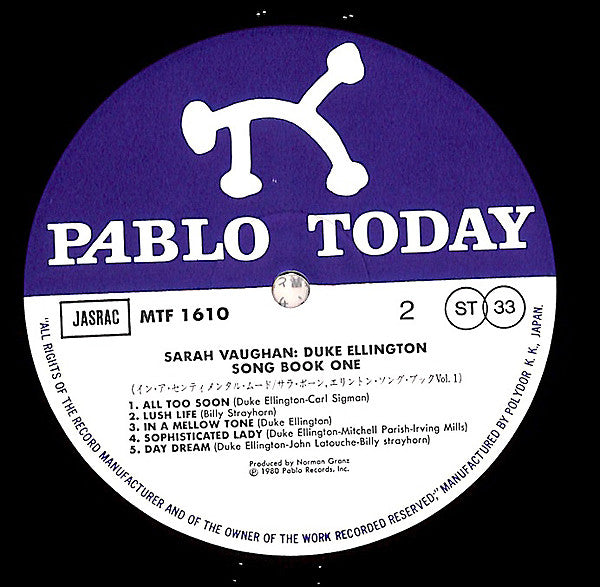 PABLO TODAY
JASRAC MTF 1610 2 ST 33
SARAH VAUGHAN: DUKE ELLINGTON
SONG BOOK ONE
(イン・ア・センティメンタル・ムード/サラ・ボーン,エリントン・ソング・ブックVol. 1)
1. ALL TOO SOON (Duke Ellington-Carl Sigman)
2. LUSH LIFE (Billy Strayhorn)
3. IN A MELLOW TONE (Duke Ellington)
4. SOPHISTICATED LADY (Duke Ellington-Mitchell Parish-Irving Mills)
5. DAY DREAM (Duke Ellington-John Latouche-Billy strayhorn)
Produced by Norman Granz
℗ 1980 Pablo Records, Inc.
"ALL RIGHTS OF THE RECORD MANUFACTURER AND OF THE OWNER OF THE WORK RECORDED RESERVED;" MANUFACTURED BY POLYDOR K. K., JAPAN.